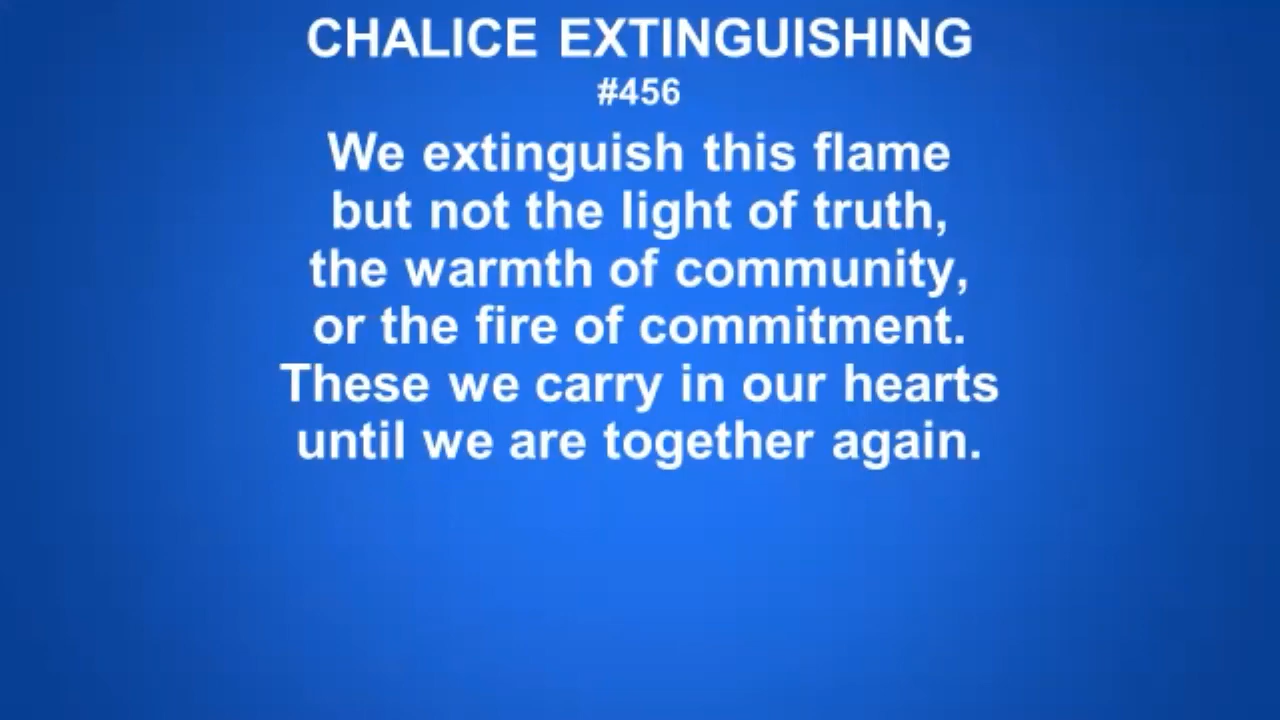 CHALICE EXTINGUISHING
#456
We extinguish this flame
but not the light of truth,
the warmth of community,
or the fire of commitment.
These we carry in our hearts
until we are together again.